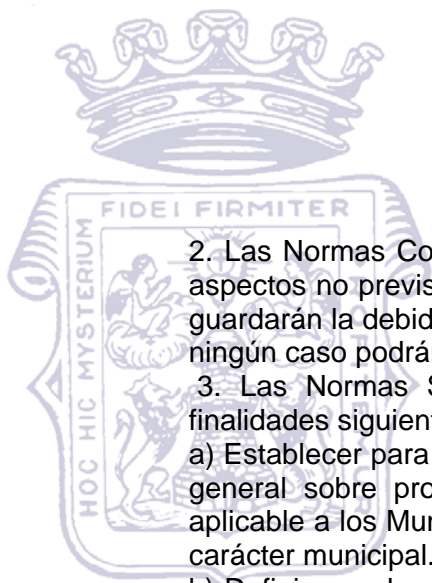 FIDEI FIRMITER
HOC HIC MYSTERIUM
2. Las Normas Co
aspectos no previs
guardarán la debid
ningún caso podrá
3. Las Normas S
finalidades siguient
a) Establecer para
general sobre pro
aplicable a los Mun
carácter municipal.